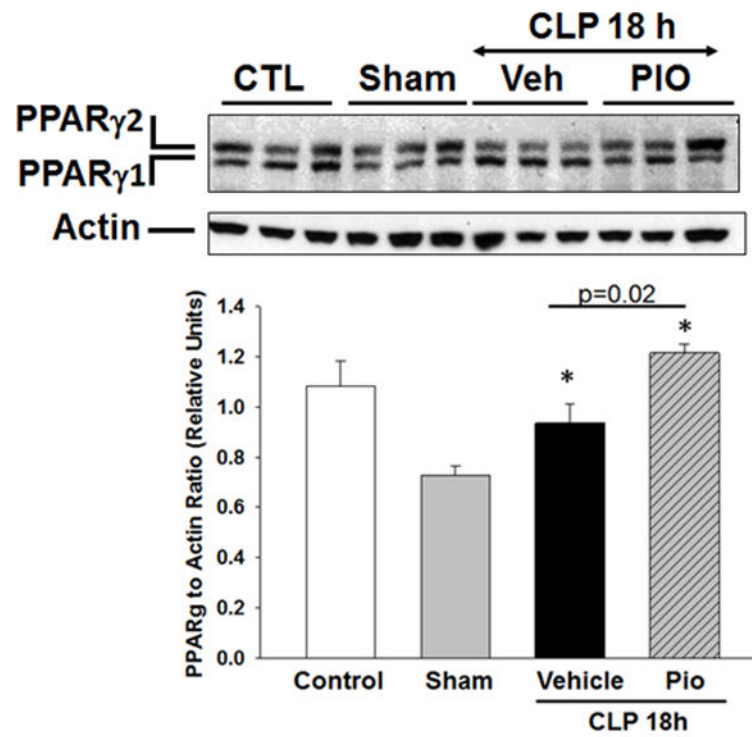 CLP 18 h
CTL Sham Veh PIO
PPARγ2
PPARγ1
Actin
p=0.02
PPARg to Actin Ratio (Relative Units)
1.4
1.2
1.0
0.8
0.6
0.4
0.2
0.0
*
*
Control Sham Vehicle Pio
CLP 18h